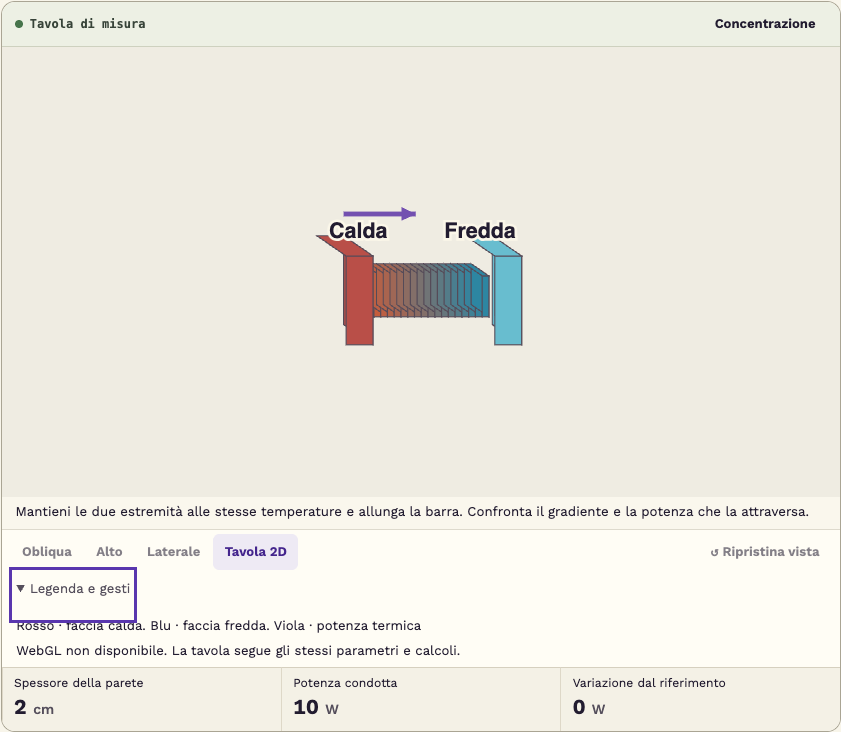 Tavola di misura
Concentrazione
Calda
Fredda
Mantieni le due estremità alle stesse temperature e allunga la barra. Confronta il gradiente e la potenza che la attraversa.
Obliqua Alto Laterale Tavola 2D ↺ Ripristina vista
▼ Legenda e gesti
Rosso · faccia calda. Blu · faccia fredda. Viola · potenza termica
WebGL non disponibile. La tavola segue gli stessi parametri e calcoli.
Spessore della parete
2 cm
Potenza condotta
10 W
Variazione dal riferimento
0 W